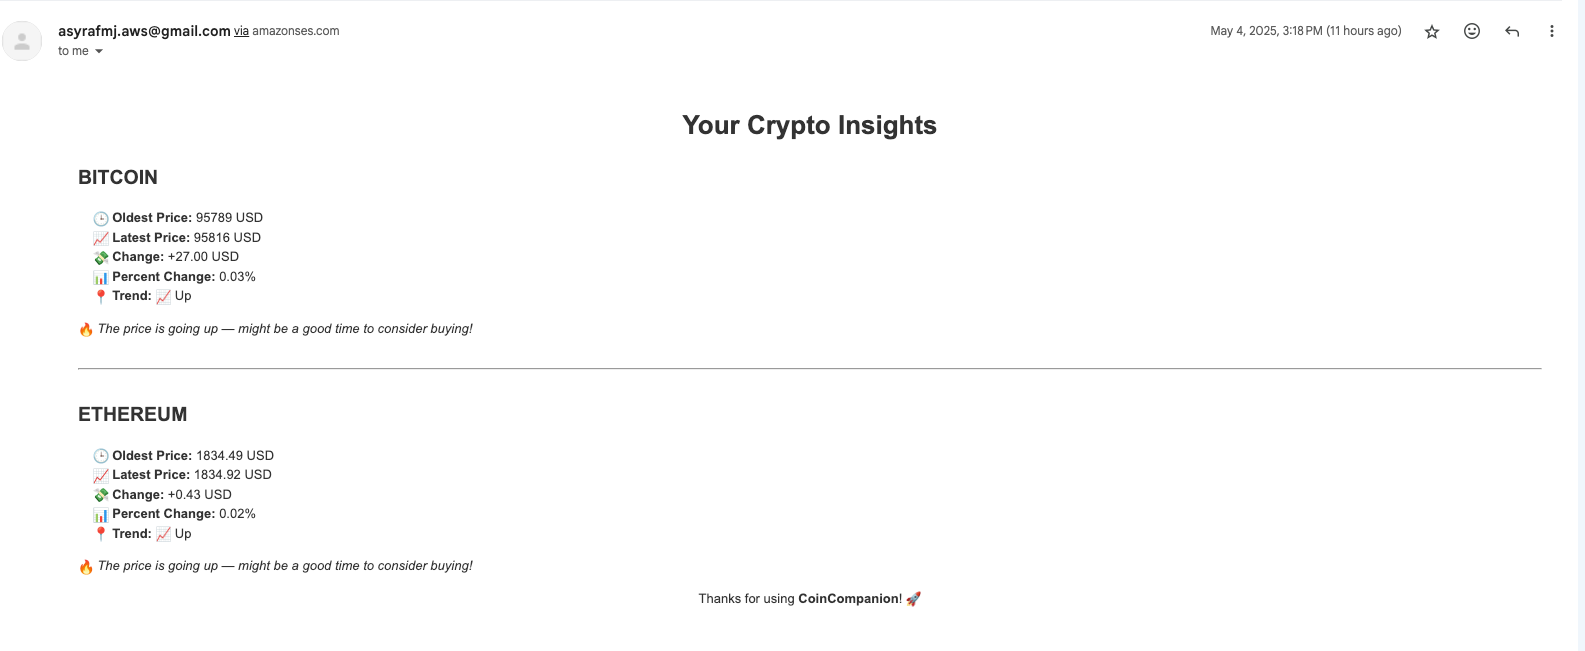 asyrafmj.aws@gmail.com via amazonses.com
May 4, 2025, 3:18 PM (11 hours ago)
to me
Your Crypto Insights
BITCOIN
🕒 Oldest Price: 95789 USD
📈 Latest Price: 95816 USD
💸 Change: +27.00 USD
📊 Percent Change: 0.03%
📍 Trend: 📈 Up
🔥 The price is going up — might be a good time to consider buying!
ETHEREUM
🕒 Oldest Price: 1834.49 USD
📈 Latest Price: 1834.92 USD
💸 Change: +0.43 USD
📊 Percent Change: 0.02%
📍 Trend: 📈 Up
🔥 The price is going up — might be a good time to consider buying!
Thanks for using CoinCompanion! 🚀